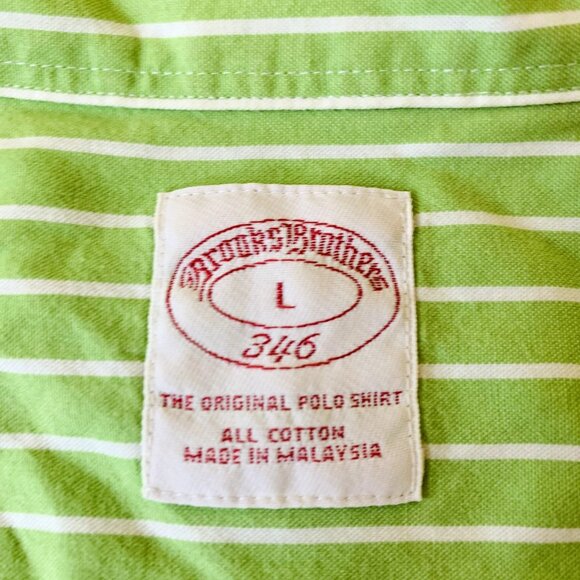 Brooks Brothers
L
346
THE ORIGINAL POLO SHIRT
ALL COTTON
MADE IN MALAYSIA